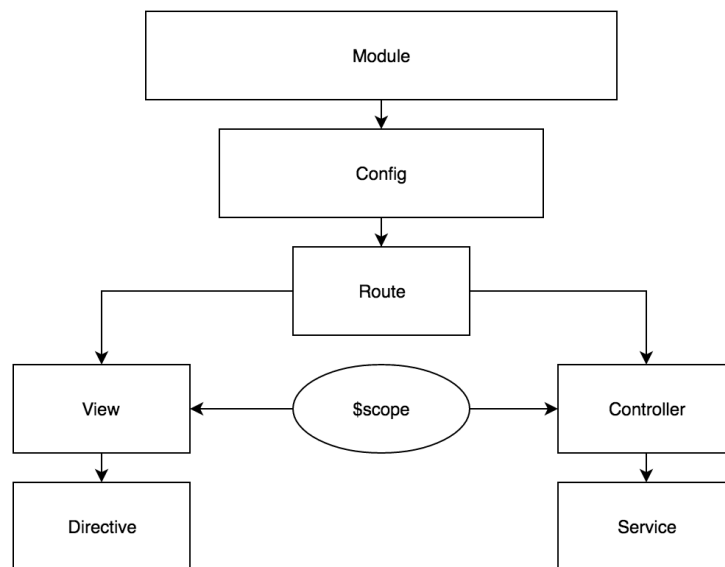 Module
Config
Route
View
$scope
Controller
Directive
Service